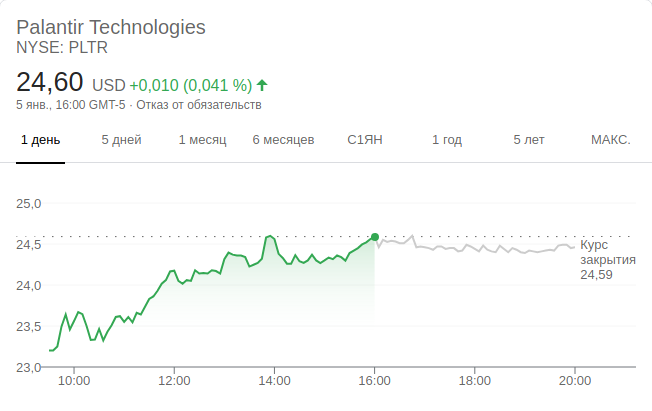 Palantir Technologies
NYSE: PLTR
24,60 USD +0,010 (0,041 %)
5 янв., 16:00 GMT-5 · Отказ от обязательств
1 день 5 дней 1 месяц 6 месяцев С1ЯН 1 год 5 лет МАКС.
25,0
24,5
Курс
закрытия
24,59
24,0
23,5
23,0
10:00 12:00 14:00 16:00 18:00 20:00